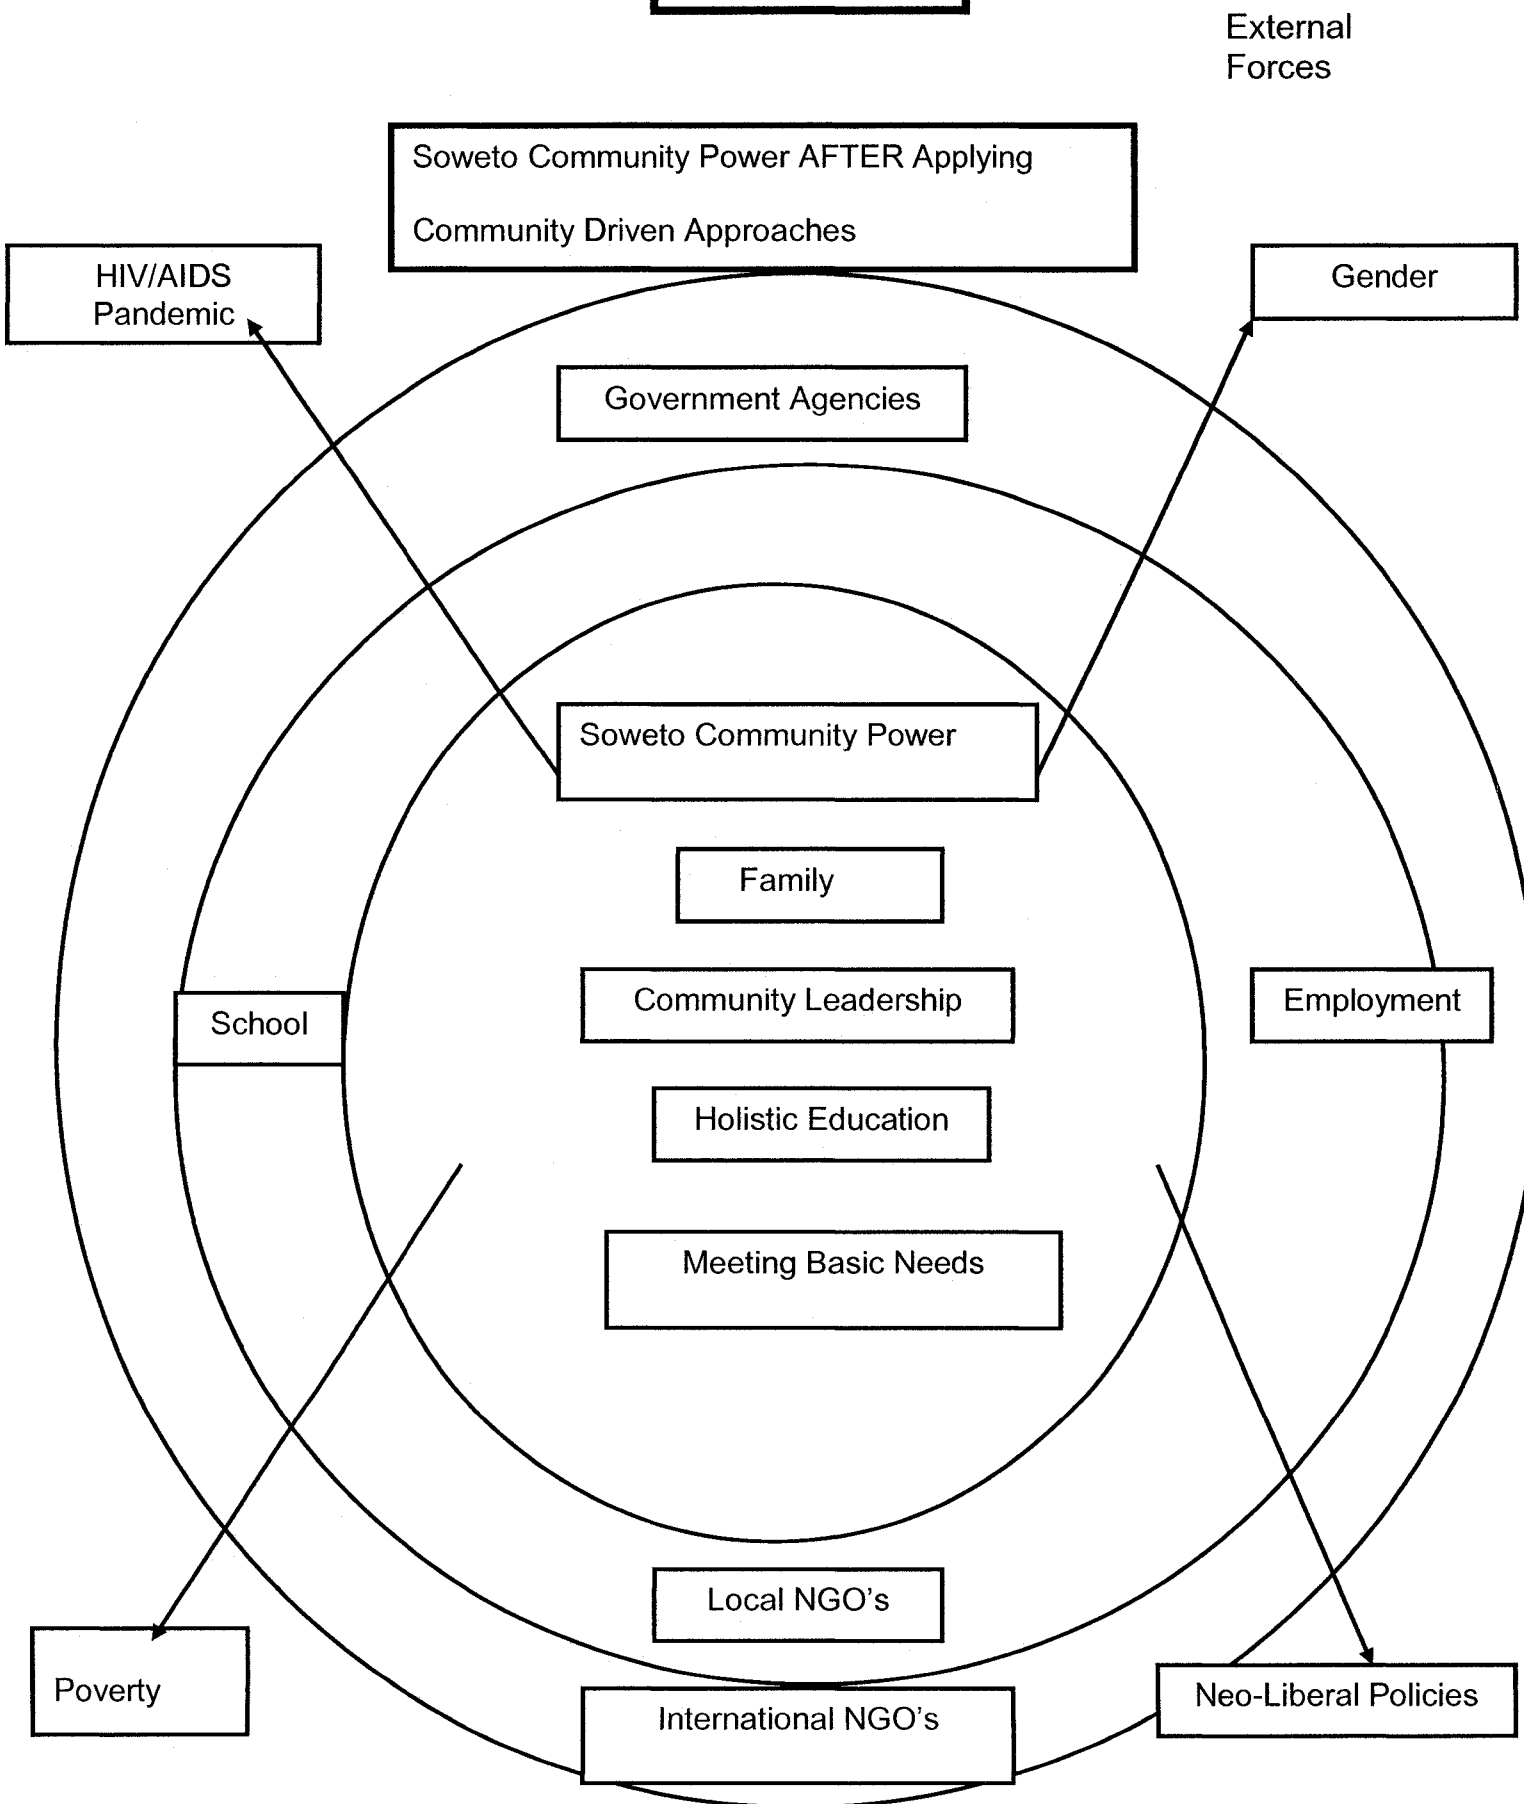 External
Forces
Soweto Community Power AFTER Applying
Community Driven Approaches
HIV/AIDS
Pandemic
Gender
Government Agencies
Soweto Community Power
Family
Community Leadership
Employment
School
Holistic Education
Meeting Basic Needs
Local NGO’s
Poverty
Neo-Liberal Policies
International NGO’s